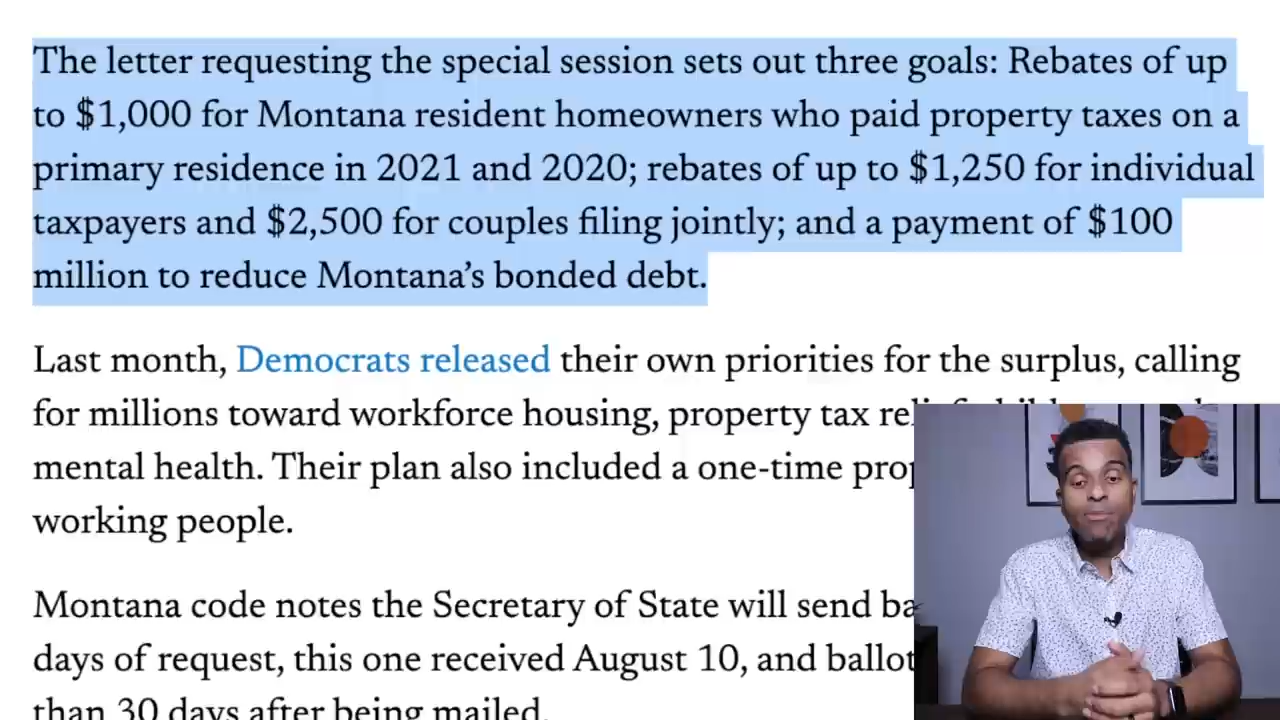 The letter requesting the special session sets out three goals: Rebates of up
to $1,000 for Montana resident homeowners who paid property taxes on a
primary residence in 2021 and 2020; rebates of up to $1,250 for individual
taxpayers and $2,500 for couples filing jointly; and a payment of $100
million to reduce Montana’s bonded debt.
Last month, Democrats released their own priorities for the surplus, calling
for millions toward workforce housing, property tax
mental health. Their plan also included a one-time
working people.
Montana code notes the Secretary of State will send
days of request, this one received August 10, and
than 30 days after being mailed.